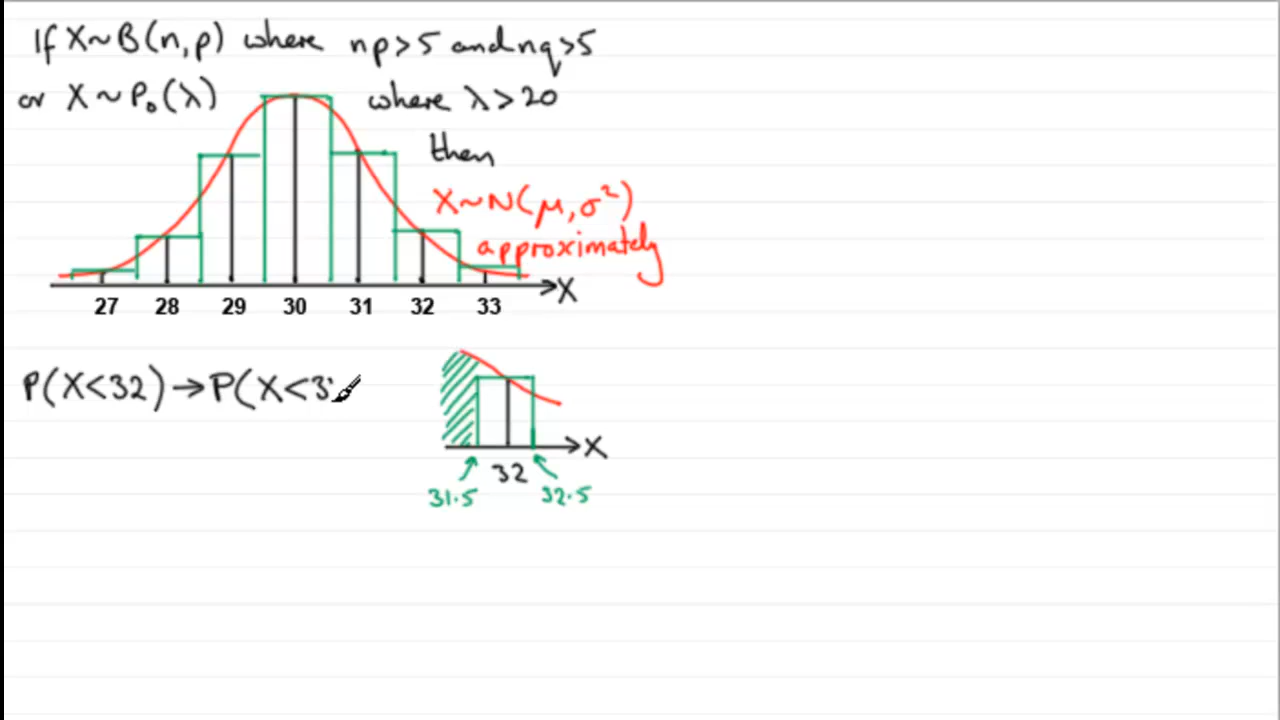 If X~B(n,p) where np>5 and nq>5
or X~Po(λ) where λ>20
then
X~N(μ,σ²)
approximately
X
27 28 29 30 31 32 33
P(X<32)→P(X<3
X
32
31.5 32.5